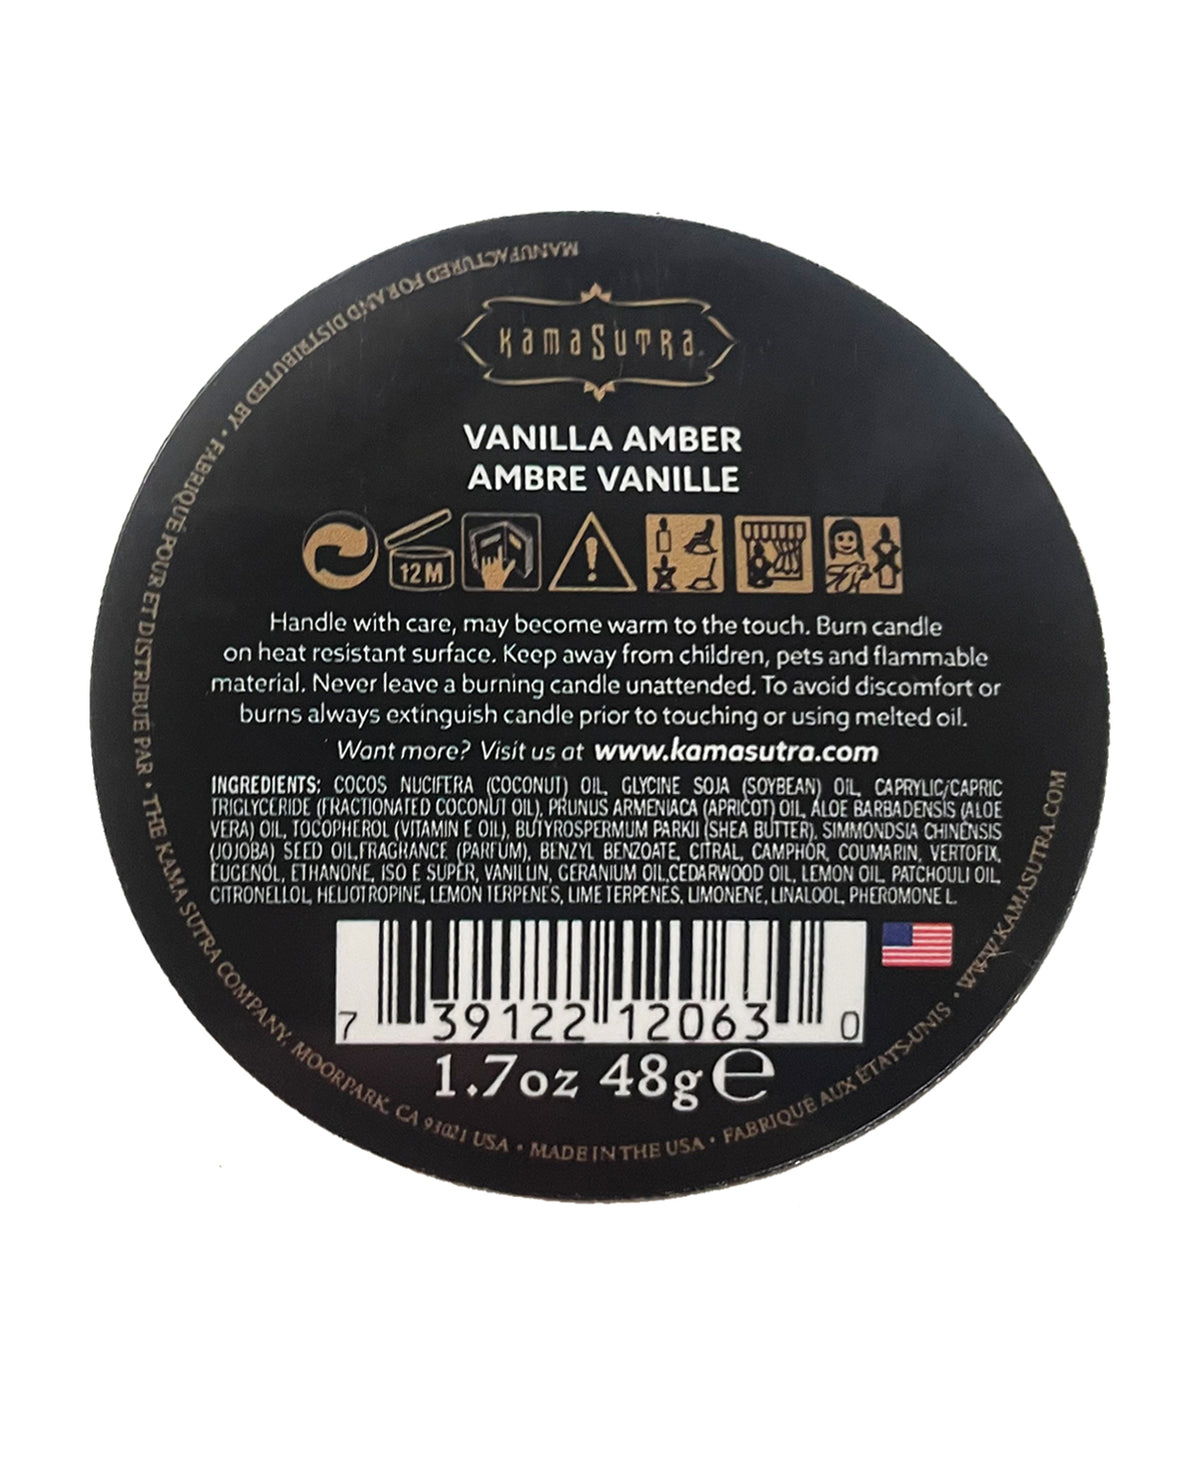 KamaSutra
VANILLA AMBER
AMBRE VANILLE
12M
Handle with care, may become warm to the touch. Burn candle
on heat resistant surface. Keep away from children, pets and flammable
material. Never leave a burning candle unattended. To avoid discomfort or
burns always extinguish candle prior to touching or using melted oil.
Want more? Visit us at www.kamasutra.com
INGREDIENTS: COCOS NUCIFERA (COCONUT) OIL, GLYCINE SOJA (SOYBEAN) OIL, CAPRYLIC/CAPRIC
TRIGLYCERIDE (FRACTIONATED COCONUT OIL), PRUNUS ARMENIACA (APRICOT) OIL, ALOE BARBADENSIS (ALOE
VERA) OIL, TOCOPHEROL (VITAMIN E OIL), BUTYROSPERMUM PARKII (SHEA BUTTER), SIMMONDSIA CHINENSIS
(JOJOBA) SEED OIL,FRAGRANCE (PARFUM), BENZYL BENZOATE, CITRAL, CAMPHOR, COUMARIN, VERTOFIX,
EUGENOL, ETHANONE, ISO E SUPER, VANILLIN, GERANIUM OIL,CEDARWOOD OIL, LEMON OIL, PATCHOULI OIL,
CITRONELLOL, HELIOTROPINE, LEMON TERPENES, LIME TERPENES, LIMONENE, LINALOOL, PHEROMONE L.
7 39122 12063 0
1.7oz 48g e
MANUFACTURED FOR AND DISTRIBUTED BY • FABRIQUÉ POUR ET DISTRIBUÉ PAR • THE KAMA SUTRA COMPANY, MOORPARK, CA 93021 USA • MADE IN THE USA • FABRIQUÉ AUX ÉTATS-UNIS • WWW.KAMASUTRA.COM